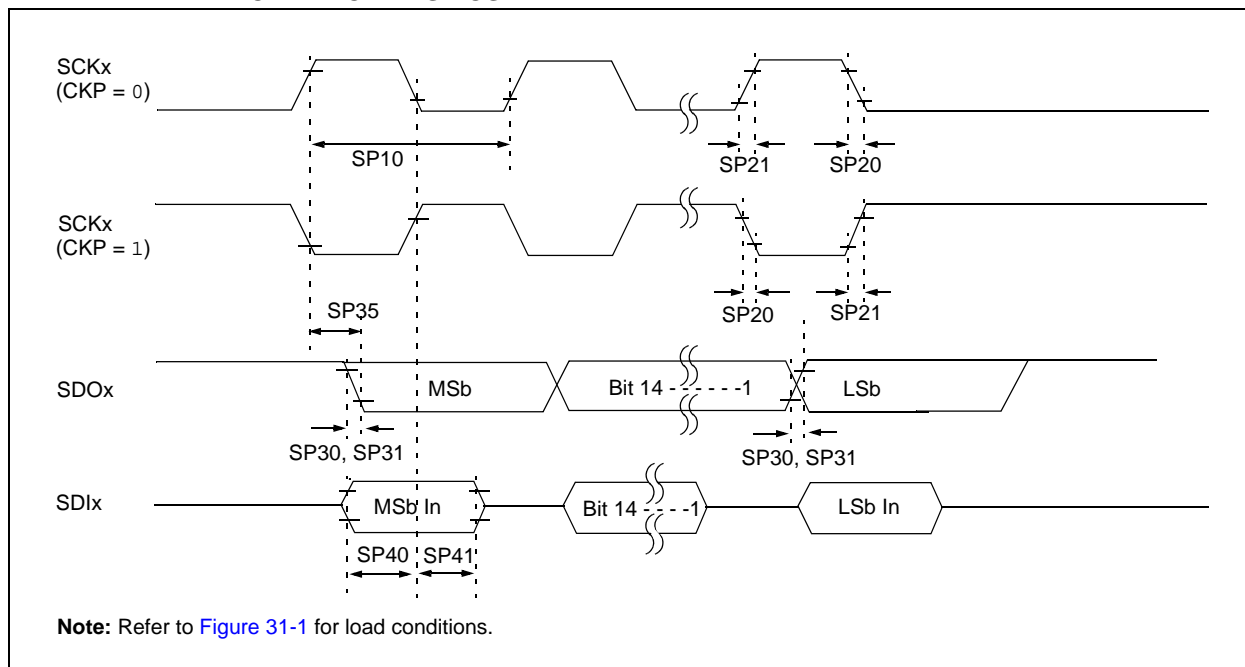 SCKx
(CKP = 0)
SP10
SP21
SP20
SCKx
(CKP = 1)
SP35
SP20
SP21
SDOx
MSb
Bit 14 - - - - - -1
LSb
SP30, SP31
SP30, SP31
SDIx
MSb In
Bit 14 - - - -1
LSb In
SP40
SP41
Note: Refer to Figure 31-1 for load conditions.